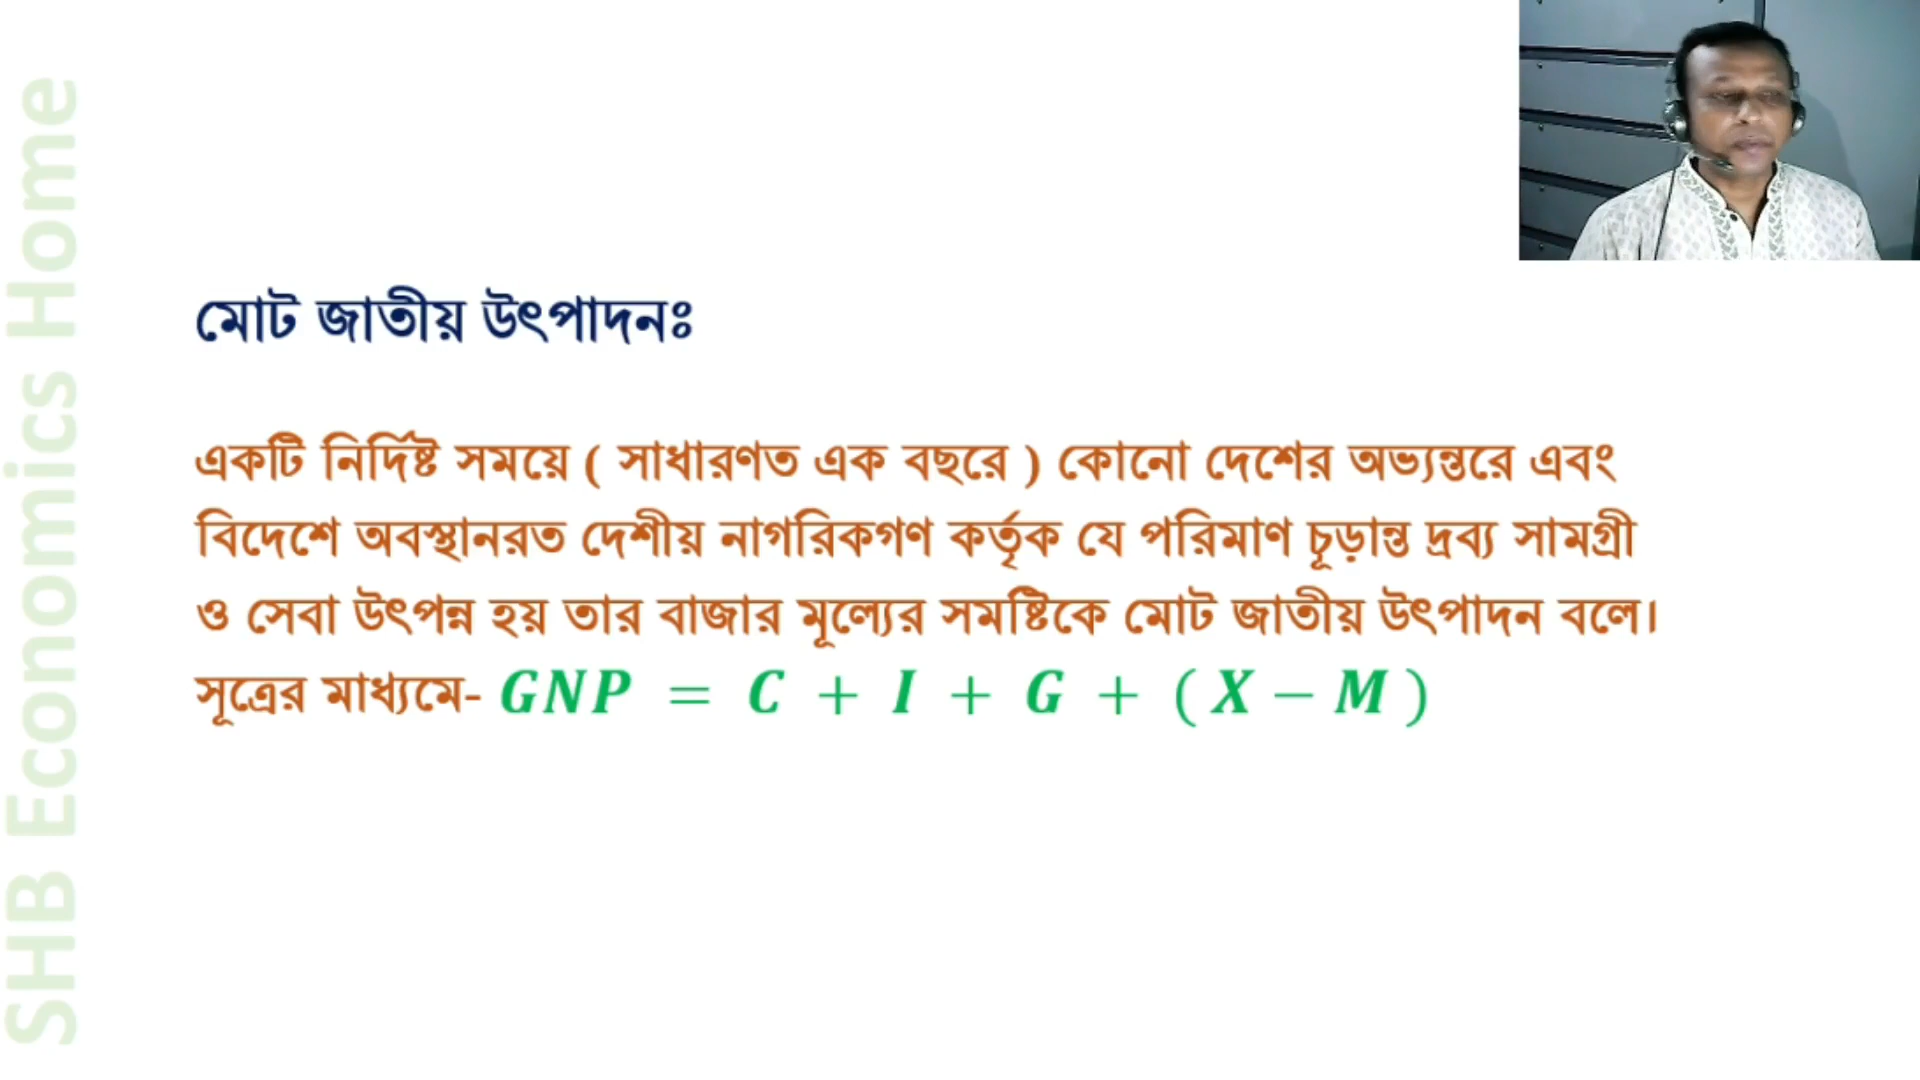 SHB Economics Home
মোট জাতীয় উৎপাদনঃ
একটি নির্দিষ্ট সময়ে ( সাধারণত এক বছরে ) কোনো দেশের অভ্যন্তরে এবং
বিদেশে অবস্থানরত দেশীয় নাগরিকগণ কর্তৃক যে পরিমাণ চূড়ান্ত দ্রব্য সামগ্রী
ও সেবা উৎপন্ন হয় তার বাজার মূল্যের সমষ্টিকে মোট জাতীয় উৎপাদন বলে।
সূত্রের মাধ্যমে- GNP = C + I + G + ( X − M )